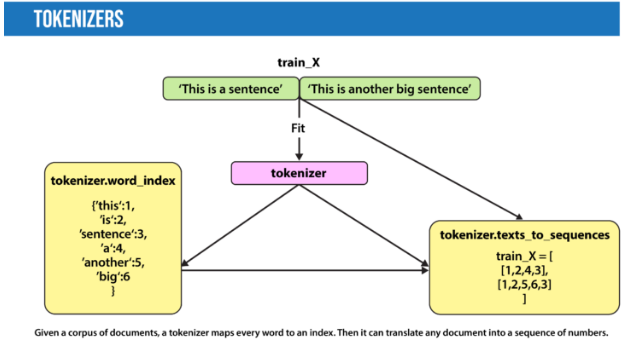 TOKENIZERS
train_X
'This is a sentence' 'This is another big sentence'
Fit
tokenizer
tokenizer.word_index
{'this':1,
'is':2,
'sentence':3,
'a':4,
'another':5,
'big':6
}
tokenizer.texts_to_sequences
train_X = [
[1,2,4,3],
[1,2,5,6,3]
]
Given a corpus of documents, a tokenizer maps every word to an index. Then it can translate any document into a sequence of numbers.